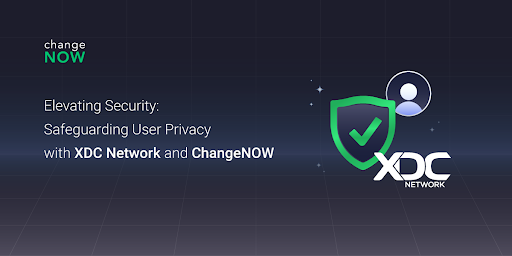 change
NOW
Elevating Security:
Safeguarding User Privacy
with XDC Network and ChangeNOW
XDC
NETWORK